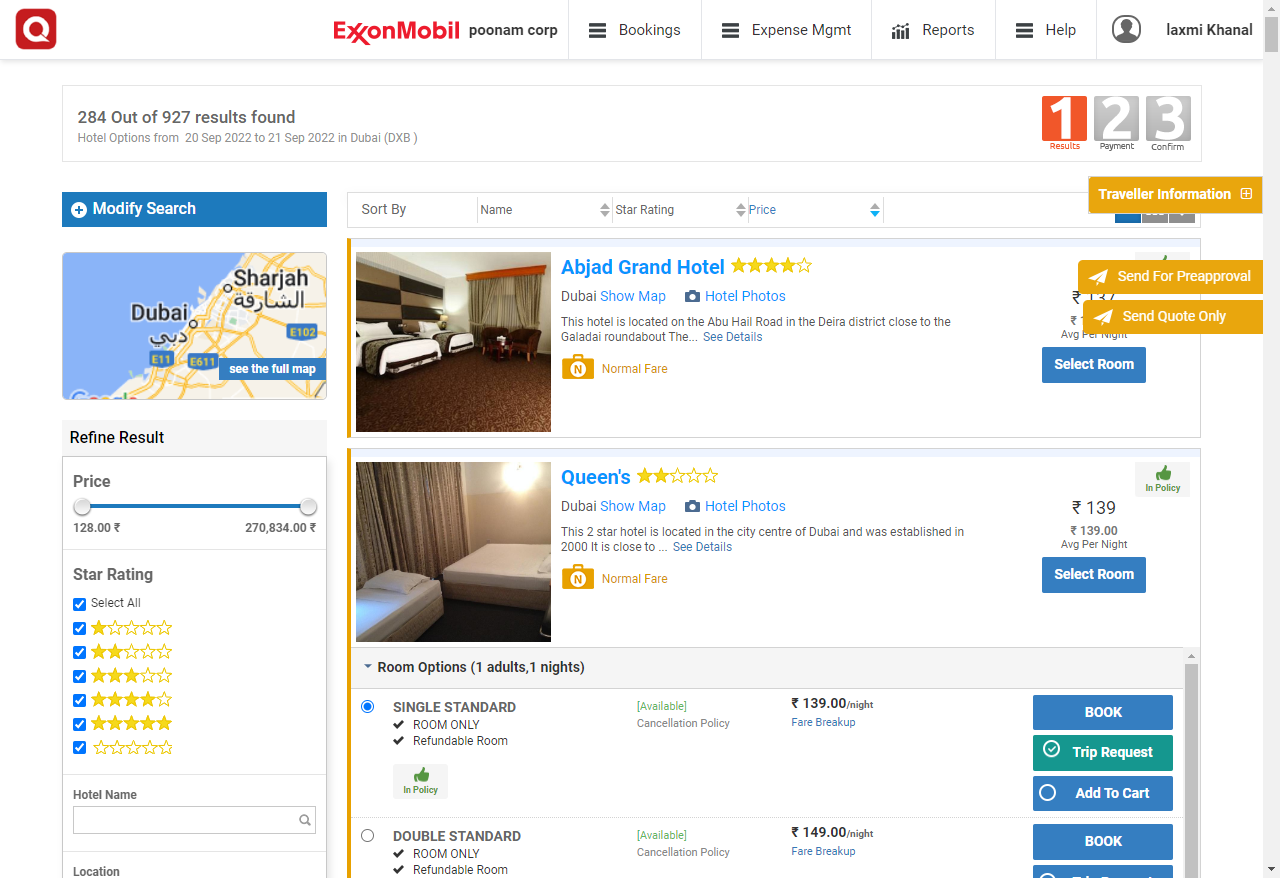 Q
ExxonMobil poonam corp Bookings Expense Mgmt Reports Help laxmi Khanal
284 Out of 927 results found
Hotel Options from 20 Sep 2022 to 21 Sep 2022 in Dubai (DXB )
1 2 3
Results Payment Confirm
Modify Search
Sharjah
الشارقة
Dubai
دبي
E102
E11
E611
see the full map
Google
Refine Result
Price
128.00 ₹ 270,834.00 ₹
Star Rating
Select All
Hotel Name
Location
Sort By Name Star Rating Price
Traveller Information
Send For Preapproval
Send Quote Only
Abjad Grand Hotel
Dubai Show Map Hotel Photos
This hotel is located on the Abu Hail Road in the Deira district close to the
Galadai roundabout The... See Details
N Normal Fare
₹ 137
Avg Per Night
Select Room
Queen's
Dubai Show Map Hotel Photos
This 2 star hotel is located in the city centre of Dubai and was established in
2000 It is close to ... See Details
N Normal Fare
In Policy
₹ 139
₹ 139.00
Avg Per Night
Select Room
Room Options (1 adults,1 nights)
SINGLE STANDARD
ROOM ONLY
Refundable Room
In Policy
[Available]
Cancellation Policy
₹ 139.00/night
Fare Breakup
BOOK
Trip Request
Add To Cart
DOUBLE STANDARD
ROOM ONLY
Refundable Room
[Available]
Cancellation Policy
₹ 149.00/night
Fare Breakup
BOOK
Trip Request